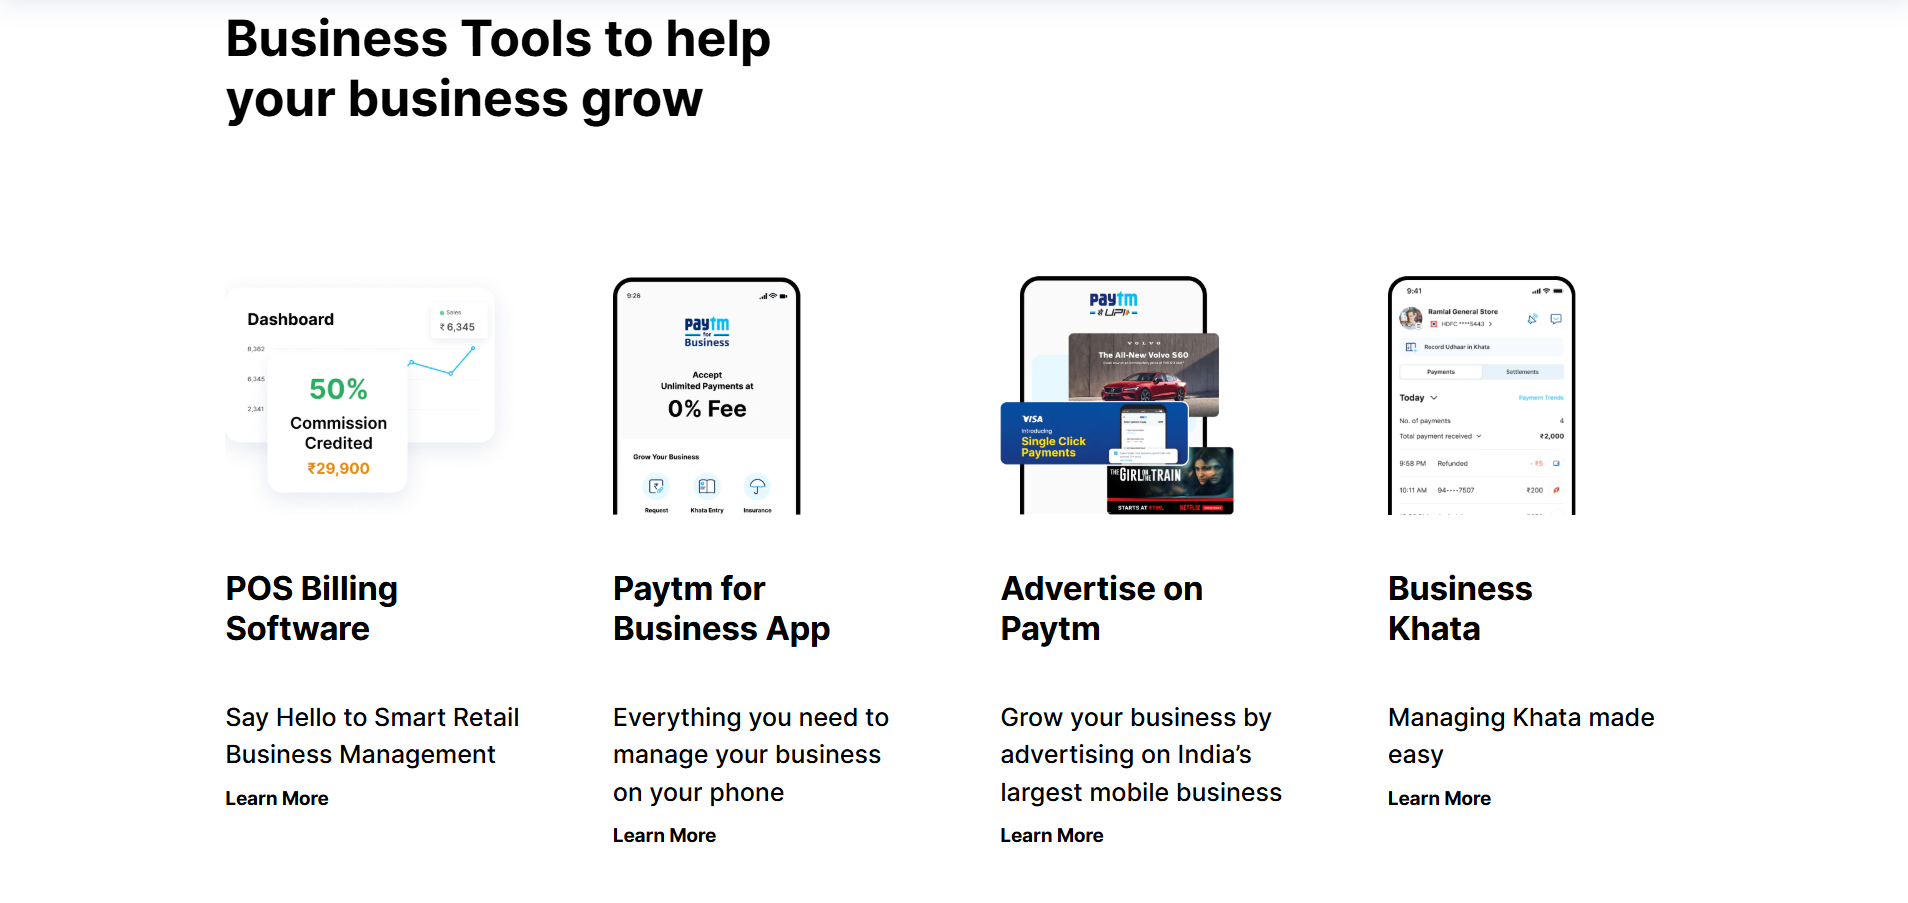 Business Tools to help
your business grow
Dashboard
Sales
₹ 6,345
8,362
6,345
2,341
50%
Commission
Credited
₹29,900
POS Billing
Software
Say Hello to Smart Retail
Business Management
Learn More
9:26
paytm
for
Business
Accept
Unlimited Payments at
0% Fee
Grow Your Business
Request
Khata Entry
Insurance
Paytm for
Business App
Everything you need to
manage your business
on your phone
Learn More
paytm
UPI
VOLVO
The All-New Volvo S60
VISA
Introducing
Single Click
Payments
THE GIRL ON THE TRAIN
STARTS AT ₹199.
NETFLIX
Advertise on
Paytm
Grow your business by
advertising on India’s
largest mobile business
Learn More
9:41
Ramlal General Store
HDFC ****5443
Record Udhaar in Khata
Payments
Settlements
Today
Payment Trends
No. of payments
4
Total payment received
₹2,000
9:58 PM
Refunded
- ₹5
10:11 AM
94----7507
₹200
Business
Khata
Managing Khata made
easy
Learn More